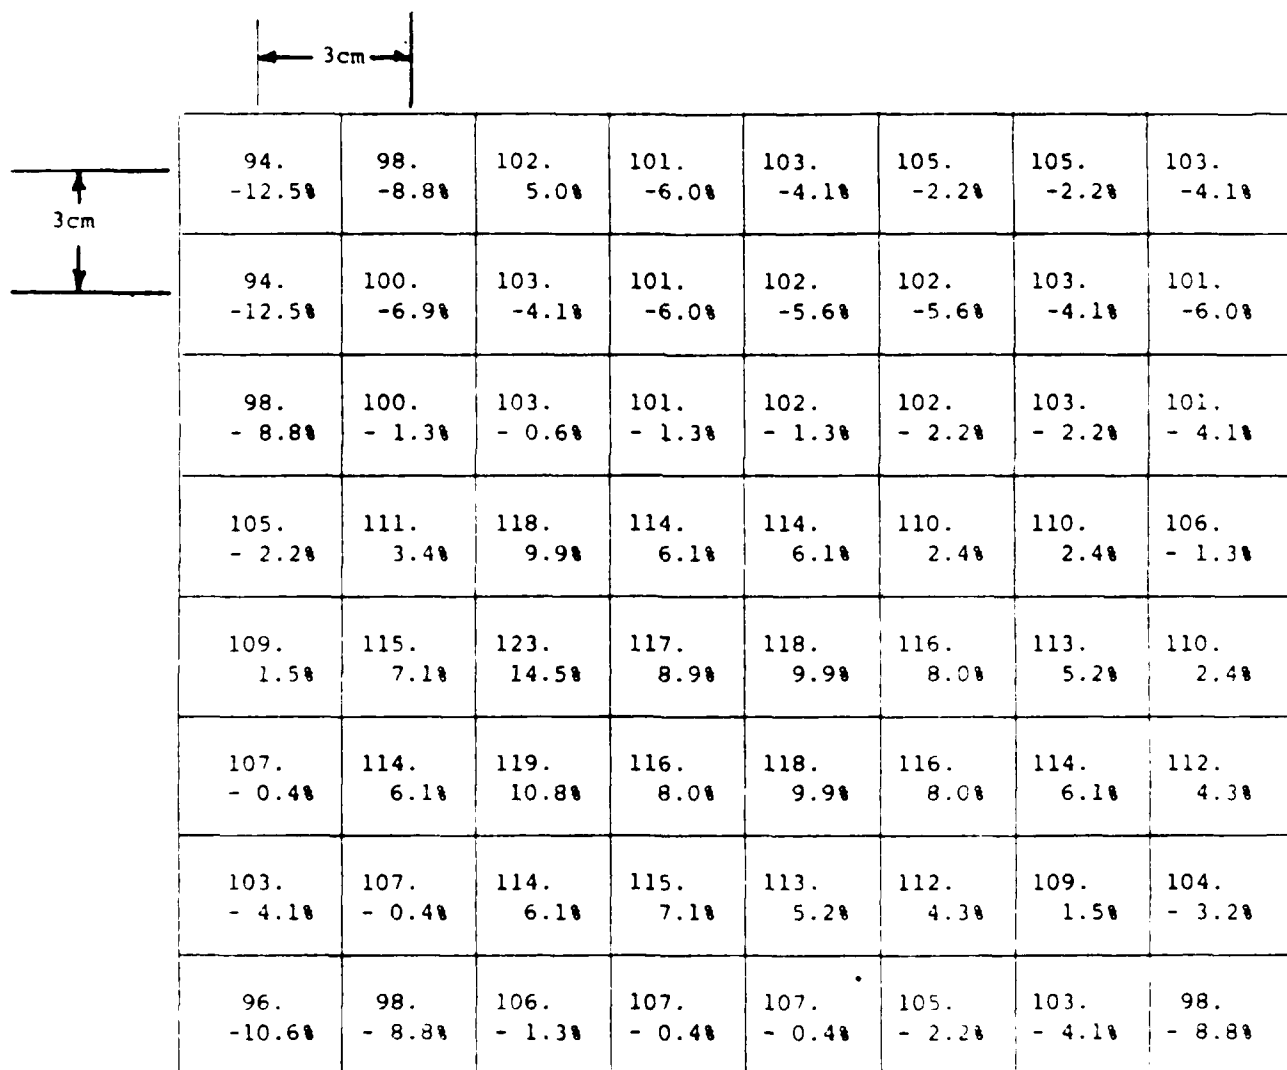 3cm
94. 98. 102. 101. 103. 105. 105. 103.
-12.5% -8.8% 5.0% -6.0% -4.1% -2.2% -2.2% -4.1%
3cm
94. 100. 103. 101. 102. 102. 103. 101.
-12.5% -6.9% -4.1% -6.0% -5.6% -5.6% -4.1% -6.0%
98. 100. 103. 101. 102. 102. 103. 101.
- 8.8% - 1.3% - 0.6% - 1.3% - 1.3% - 2.2% - 2.2% - 4.1%
105. 111. 118. 114. 114. 110. 110. 106.
- 2.2% 3.4% 9.9% 6.1% 6.1% 2.4% 2.4% - 1.3%
109. 115. 123. 117. 118. 116. 113. 110.
1.5% 7.1% 14.5% 8.9% 9.9% 8.0% 5.2% 2.4%
107. 114. 119. 116. 118. 116. 114. 112.
- 0.4% 6.1% 10.8% 8.0% 9.9% 8.0% 6.1% 4.3%
103. 107. 114. 115. 113. 112. 109. 104.
- 4.1% - 0.4% 6.1% 7.1% 5.2% 4.3% 1.5% - 3.2%
96. 98. 106. 107. 107. 105. 103. 98.
-10.6% - 8.8% - 1.3% - 0.4% - 0.4% - 2.2% - 4.1% - 8.8%